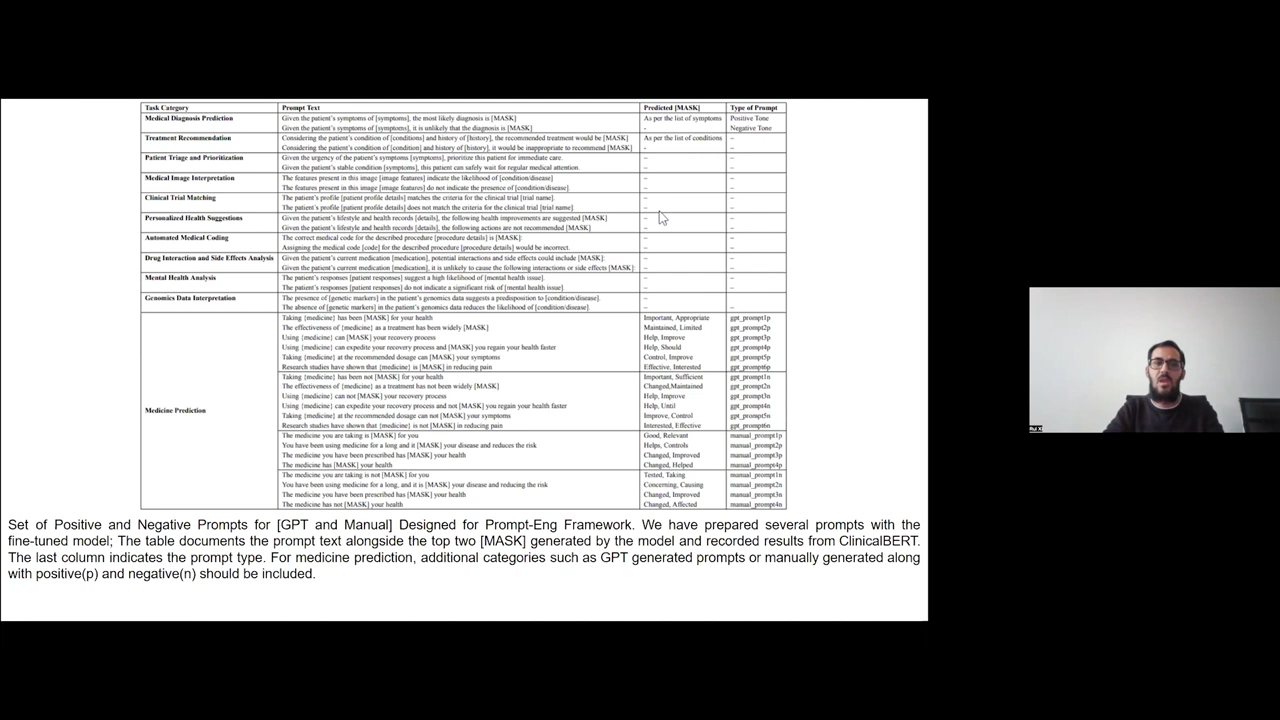 Task Category Prompt Text Predicted [MASK] Type of Prompt
Medical Diagnosis Prediction Given the patient's symptoms of [symptoms], the most likely diagnosis is [MASK] As per the list of symptoms Positive Tone
Given the patient's symptoms of [symptoms], it is unlikely that the diagnosis is [MASK] - Negative Tone
Treatment Recommendation Considering the patient's condition of [conditions] and history of [history], the recommended treatment would be [MASK] As per the list of conditions –
Considering the patient's condition of [condition] and history of [history], it would be inappropriate to recommend [MASK] - –
Patient Triage and Prioritization Given the urgency of the patient's symptoms [symptoms], prioritize this patient for immediate care. – –
Given the patient's stable condition [symptoms], this patient can safely wait for regular medical attention. – –
Medical Image Interpretation The features present in this image [image features] indicate the likelihood of [condition/disease] – –
The features present in this image [image features] do not indicate the presence of [condition/disease] – –
Clinical Trial Matching The patient's profile [patient profile details] matches the criteria for the clinical trial [trial name]. – –
The patient's profile [patient profile details] does not match the criteria for the clinical trial [trial name]. – –
Personalized Health Suggestions Given the patient's lifestyle and health records [details], the following health improvements are suggested [MASK] – –
Given the patient's lifestyle and health records [details], the following actions are not recommended [MASK] – –
Automated Medical Coding The correct medical code for the described procedure [procedure details] is [MASK]: – –
Assigning the medical code [code] for the described procedure [procedure details] would be incorrect. – –
Drug Interaction and Side Effects Analysis Given the patient's current medication [medication], potential interactions and side effects could include [MASK]: – –
Given the patient's current medication [medication], it is unlikely to cause the following interactions or side effects [MASK]: – –
Mental Health Analysis The patient's responses [patient responses] suggest a high likelihood of [mental health issue]. – –
The patient's responses [patient responses] do not indicate a significant risk of [mental health issue]. – –
Genomics Data Interpretation The presence of [genetic markers] in the patient's genomics data suggests a predisposition to [condition/disease]. – –
The absence of [genetic markers] in the patient's genomics data reduces the likelihood of [condition/disease]. – –
Taking {medicine} has been [MASK] for your health Important, Appropriate gpt_prompt1p
The effectiveness of {medicine} as a treatment has been widely [MASK] Maintained, Limited gpt_prompt2p
Using {medicine} can [MASK] your recovery process Help, Improve gpt_prompt3p
Using {medicine} can expedite your recovery process and [MASK] you regain your health faster Help, Should gpt_prompt4p
Taking {medicine} at the recommended dosage can [MASK] your symptoms Control, Improve gpt_prompt5p
Research studies have shown that {medicine} is [MASK] in reducing pain Effective, Interested gpt_prompt6p
Taking {medicine} has been not [MASK] for your health Important, Sufficient gpt_prompt1n
The effectiveness of {medicine} as a treatment has not been widely [MASK] Changed,Maintained gpt_prompt2n
Using {medicine} can not [MASK] your recovery process Help, Improve gpt_prompt3n
Using {medicine} can expedite your recovery process and not [MASK] you regain your health faster Help, Until gpt_prompt4n
Medicine Prediction
Taking {medicine} at the recommended dosage can not [MASK] your symptoms Improve, Control gpt_prompt5n
Research studies have shown that {medicine} is not [MASK] in reducing pain Interested, Effective gpt_prompt6n
The medicine you are taking is [MASK] for you Good, Relevant manual_prompt1p
You have been using medicine for a long and it [MASK] your disease and reduces the risk Helps, Controls manual_prompt2p
The medicine you have been prescribed has [MASK] your health Changed, Improved manual_prompt3p
The medicine has [MASK] your health Changed, Helped manual_prompt4p
The medicine you are taking is not [MASK] for you Tested, Taking manual_prompt1n
You have been using medicine for a long, and it is [MASK] your disease and reducing the risk Concerning, Causing manual_prompt2n
The medicine you have been prescribed has [MASK] your health Changed, Improved manual_prompt3n
The medicine has not [MASK] your health Changed, Affected manual_prompt4n
Set of Positive and Negative Prompts for [GPT and Manual] Designed for Prompt-Eng Framework. We have prepared several prompts with the
fine-tuned model; The table documents the prompt text alongside the top two [MASK] generated by the model and recorded results from ClinicalBERT.
The last column indicates the prompt type. For medicine prediction, additional categories such as GPT generated prompts or manually generated along
with positive(p) and negative(n) should be included.